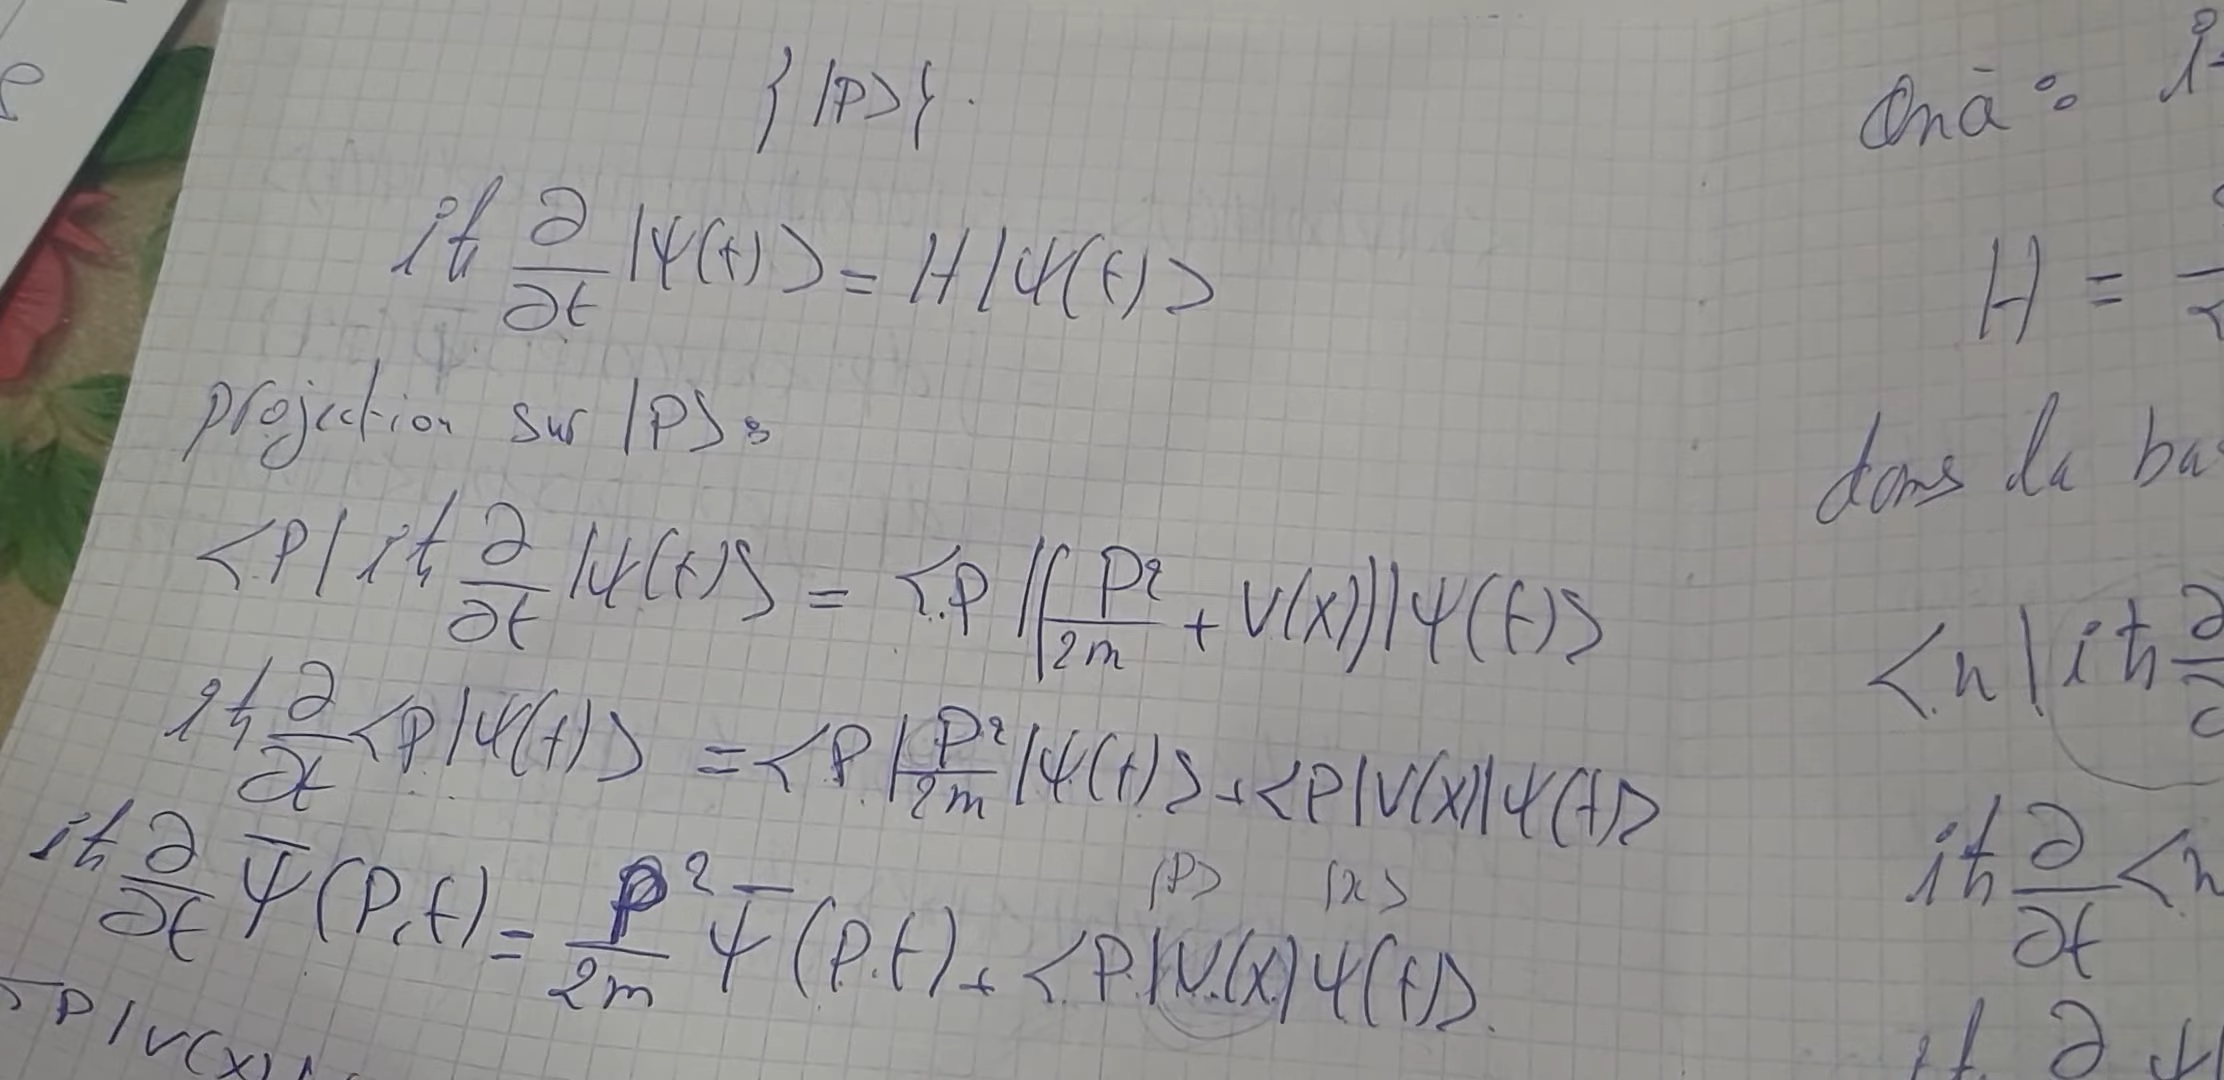 } |P> {.
iħ ∂/∂t |Ψ(t)> = H |Ψ(t)>
projection sur |P> :
<P| iħ ∂/∂t |Ψ(t)> = <P| (P²/2m + V(x)) |Ψ(t)>
iħ ∂/∂t <P|Ψ(t)> = <P| P²/2m |Ψ(t)> + <P|V(x)|Ψ(t)>
|P> |x>
iħ ∂/∂t Ψ̅(P,t) = P²/2m Ψ̅(P.t) + <P|V(x)|Ψ(t)>.
P|V(x)
On a :
H =
dans la ba
<n| iħ ∂
iħ ∂/∂t <n
∂